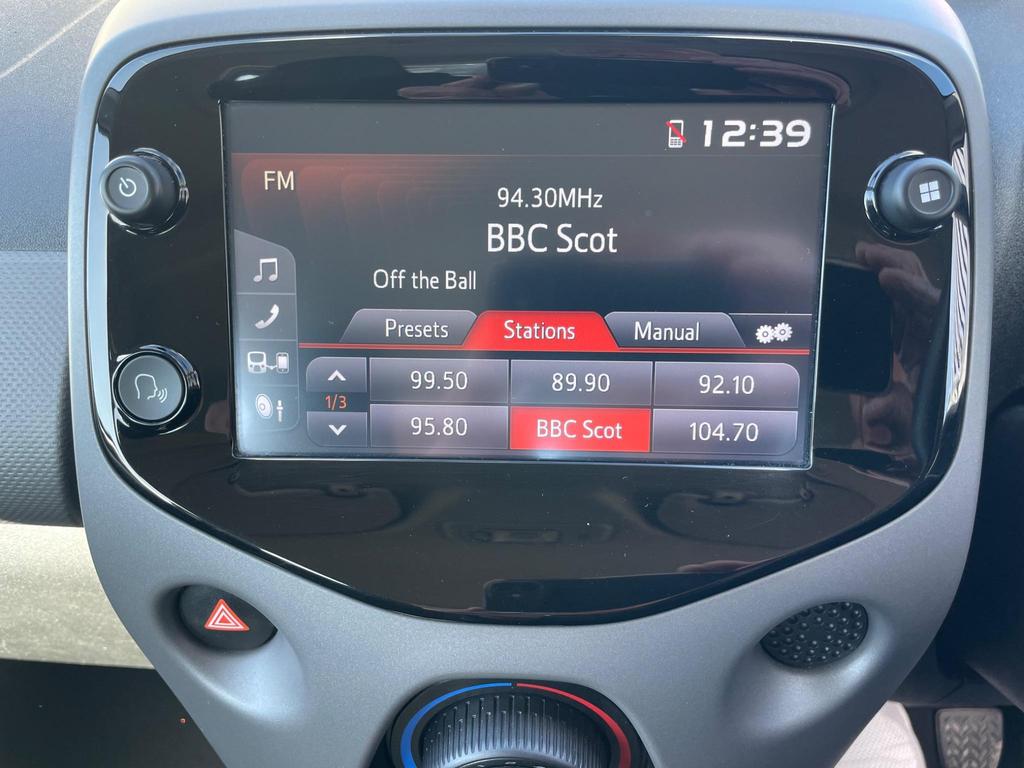 12:39
FM
94.30MHz
BBC Scot
Off the Ball
Presets Stations Manual
1/3
99.50 89.90 92.10
95.80 BBC Scot 104.70